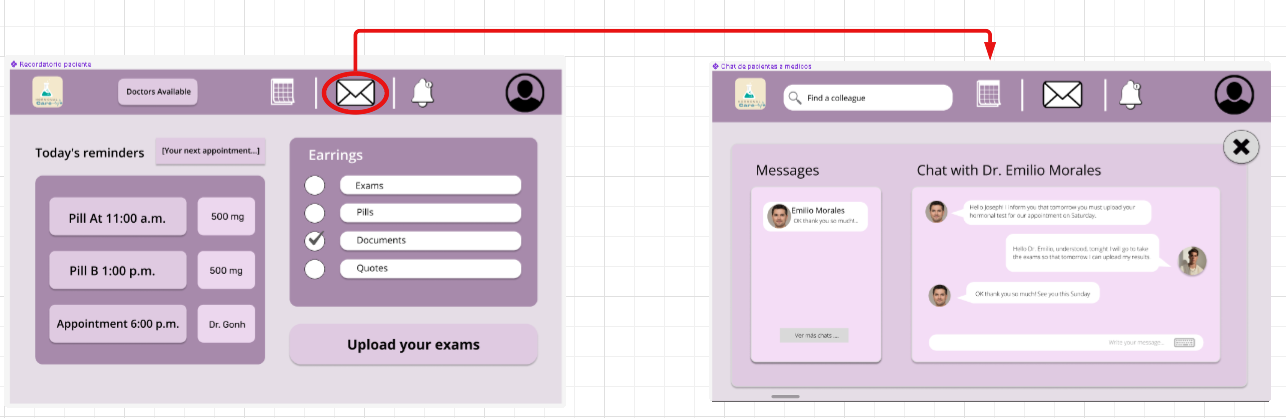 Recordatorio paciente
Doctors Available
Today's reminders
[Your next appointment...]
Pill At 11:00 a.m.
500 mg
Pill B 1:00 p.m.
500 mg
Appointment 6:00 p.m.
Dr. Gonh
Earrings
Exams
Pills
Documents
Quotes
Upload your exams
Chat de pacientes a medicos
Find a colleague
Messages
Emilio Morales
OK thank you so much!...
Ver más chats ...
Chat with Dr. Emilio Morales
Hello Joseph! I inform you that tomorrow you must upload your
hormonal test for our appointment on Saturday.
Hello Dr. Emilio, understood, tonight I will go to take
the exams so that tomorrow I can upload my results
OK thank you so much! See you this Sunday
Write your message...